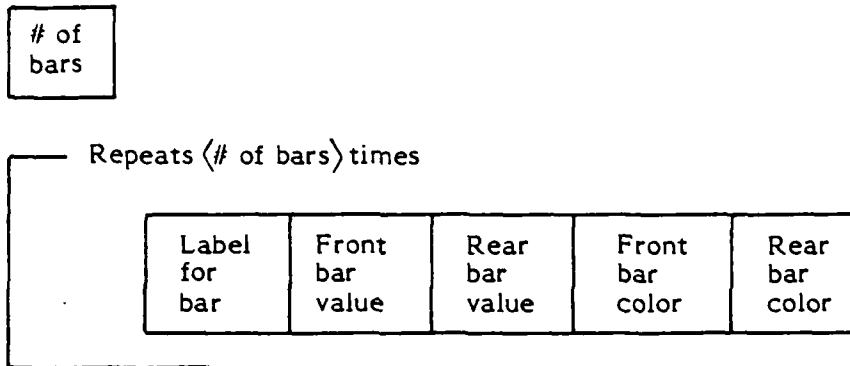 # of
bars
Repeats ⟨# of bars⟩ times
Label for bar
Front bar value
Rear bar value
Front bar color
Rear bar color